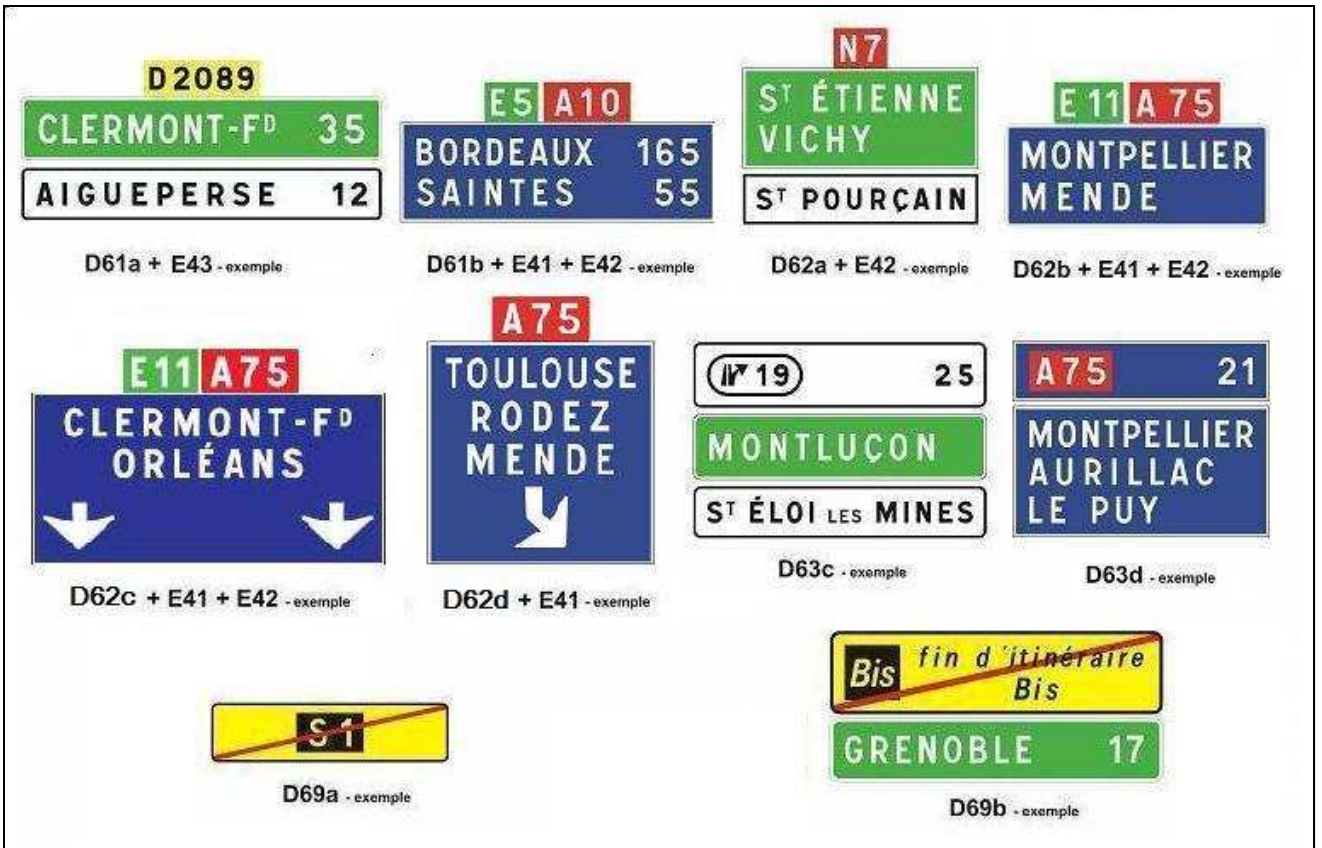 D2089
CLERMONT-Fᴰ 35
AIGUEPERSE 12
D61a + E43 - exemple
E5 A10
BORDEAUX 165
SAINTES 55
D61b + E41 + E42 - exemple
N7
Sᵀ ÉTIENNE
VICHY
Sᵀ POURÇAIN
D62a + E42 - exemple
E11 A75
MONTPELLIER
MENDE
D62b + E41 + E42 - exemple
E11 A75
CLERMONT-Fᴰ
ORLÉANS
D62c + E41 + E42 - exemple
A75
TOULOUSE
RODEZ
MENDE
D62d + E41 - exemple
19 25
MONTLUÇON
Sᵀ ÉLOI LES MINES
D63c - exemple
A75 21
MONTPELLIER
AURILLAC
LE PUY
D63d - exemple
S1
D69a - exemple
Bis fin d'itinéraire
Bis
GRENOBLE 17
D69b - exemple